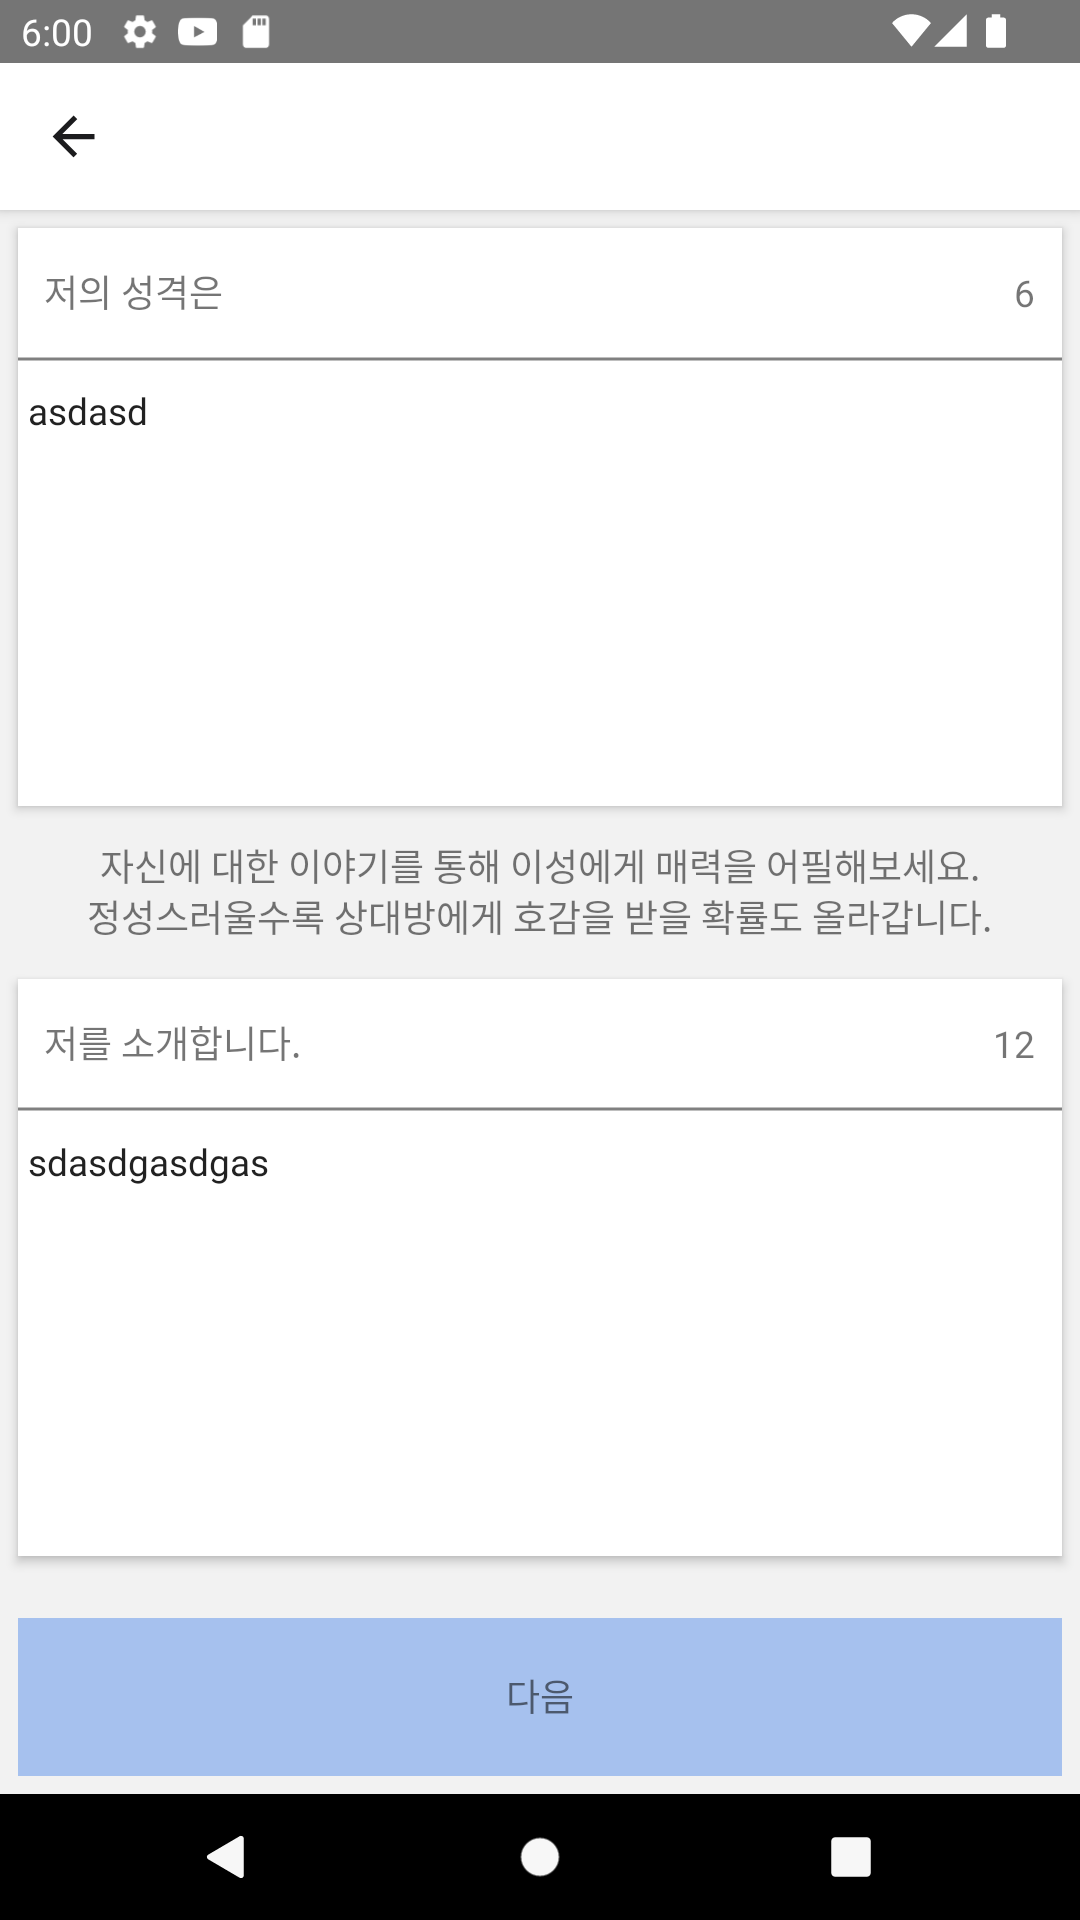 6:00
저의 성격은 6
asdasd
자신에 대한 이야기를 통해 이성에게 매력을 어필해보세요.
정성스러울수록 상대방에게 호감을 받을 확률도 올라갑니다.
저를 소개합니다. 12
sdasdgasdgas
다음